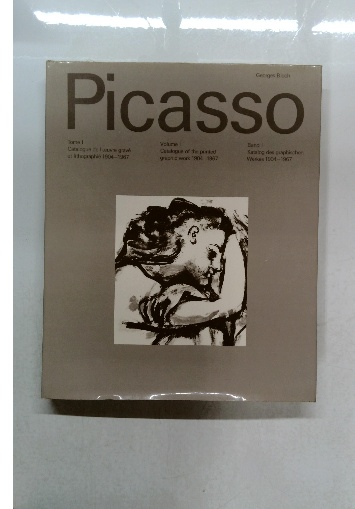 Georges Bloch
Picasso
Tome I
Catalogue de l'œuvre gravé
et lithographié 1904–1967
Volume I
Catalogue of the printed
graphic work 1904–1967
Band I
Katalog des graphischen
Werkes 1904–1967